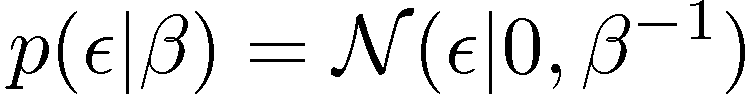 p(ϵ|β) = 𝒩(ϵ|0, β⁻¹)